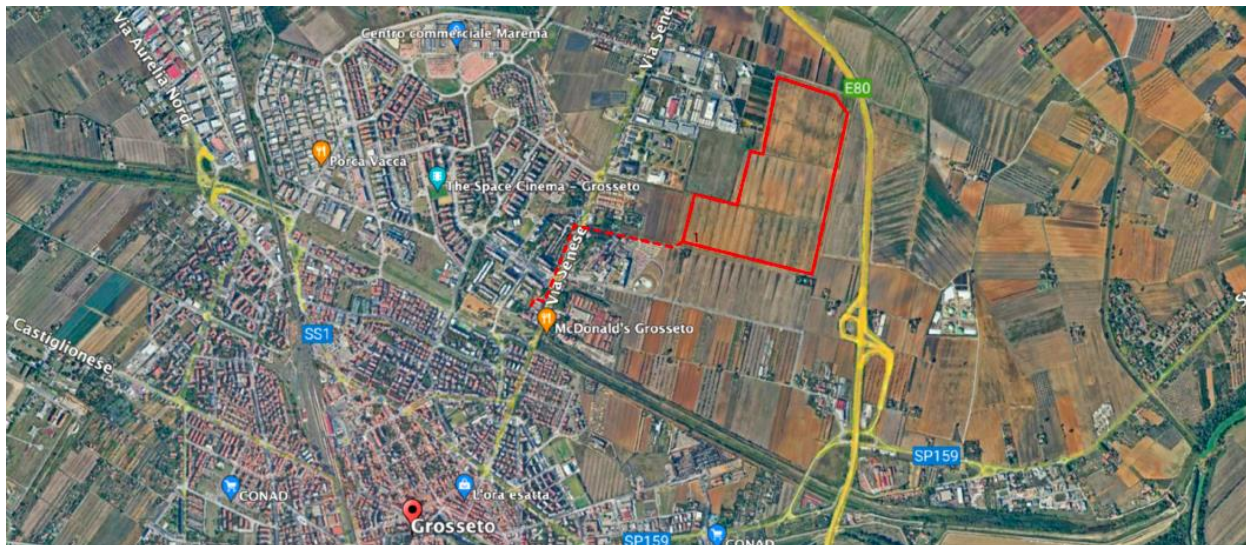 Centro commerciale Marema
Via Senese
Via Aurelia Nord
E80
Porca Vacca
The Space Cinema - Grosseto
1
Via Senese
McDonald's Grosseto
SS1
Castiglionese
SP159
CONAD
L'ora esatta
Grosseto
SP159
CONAD